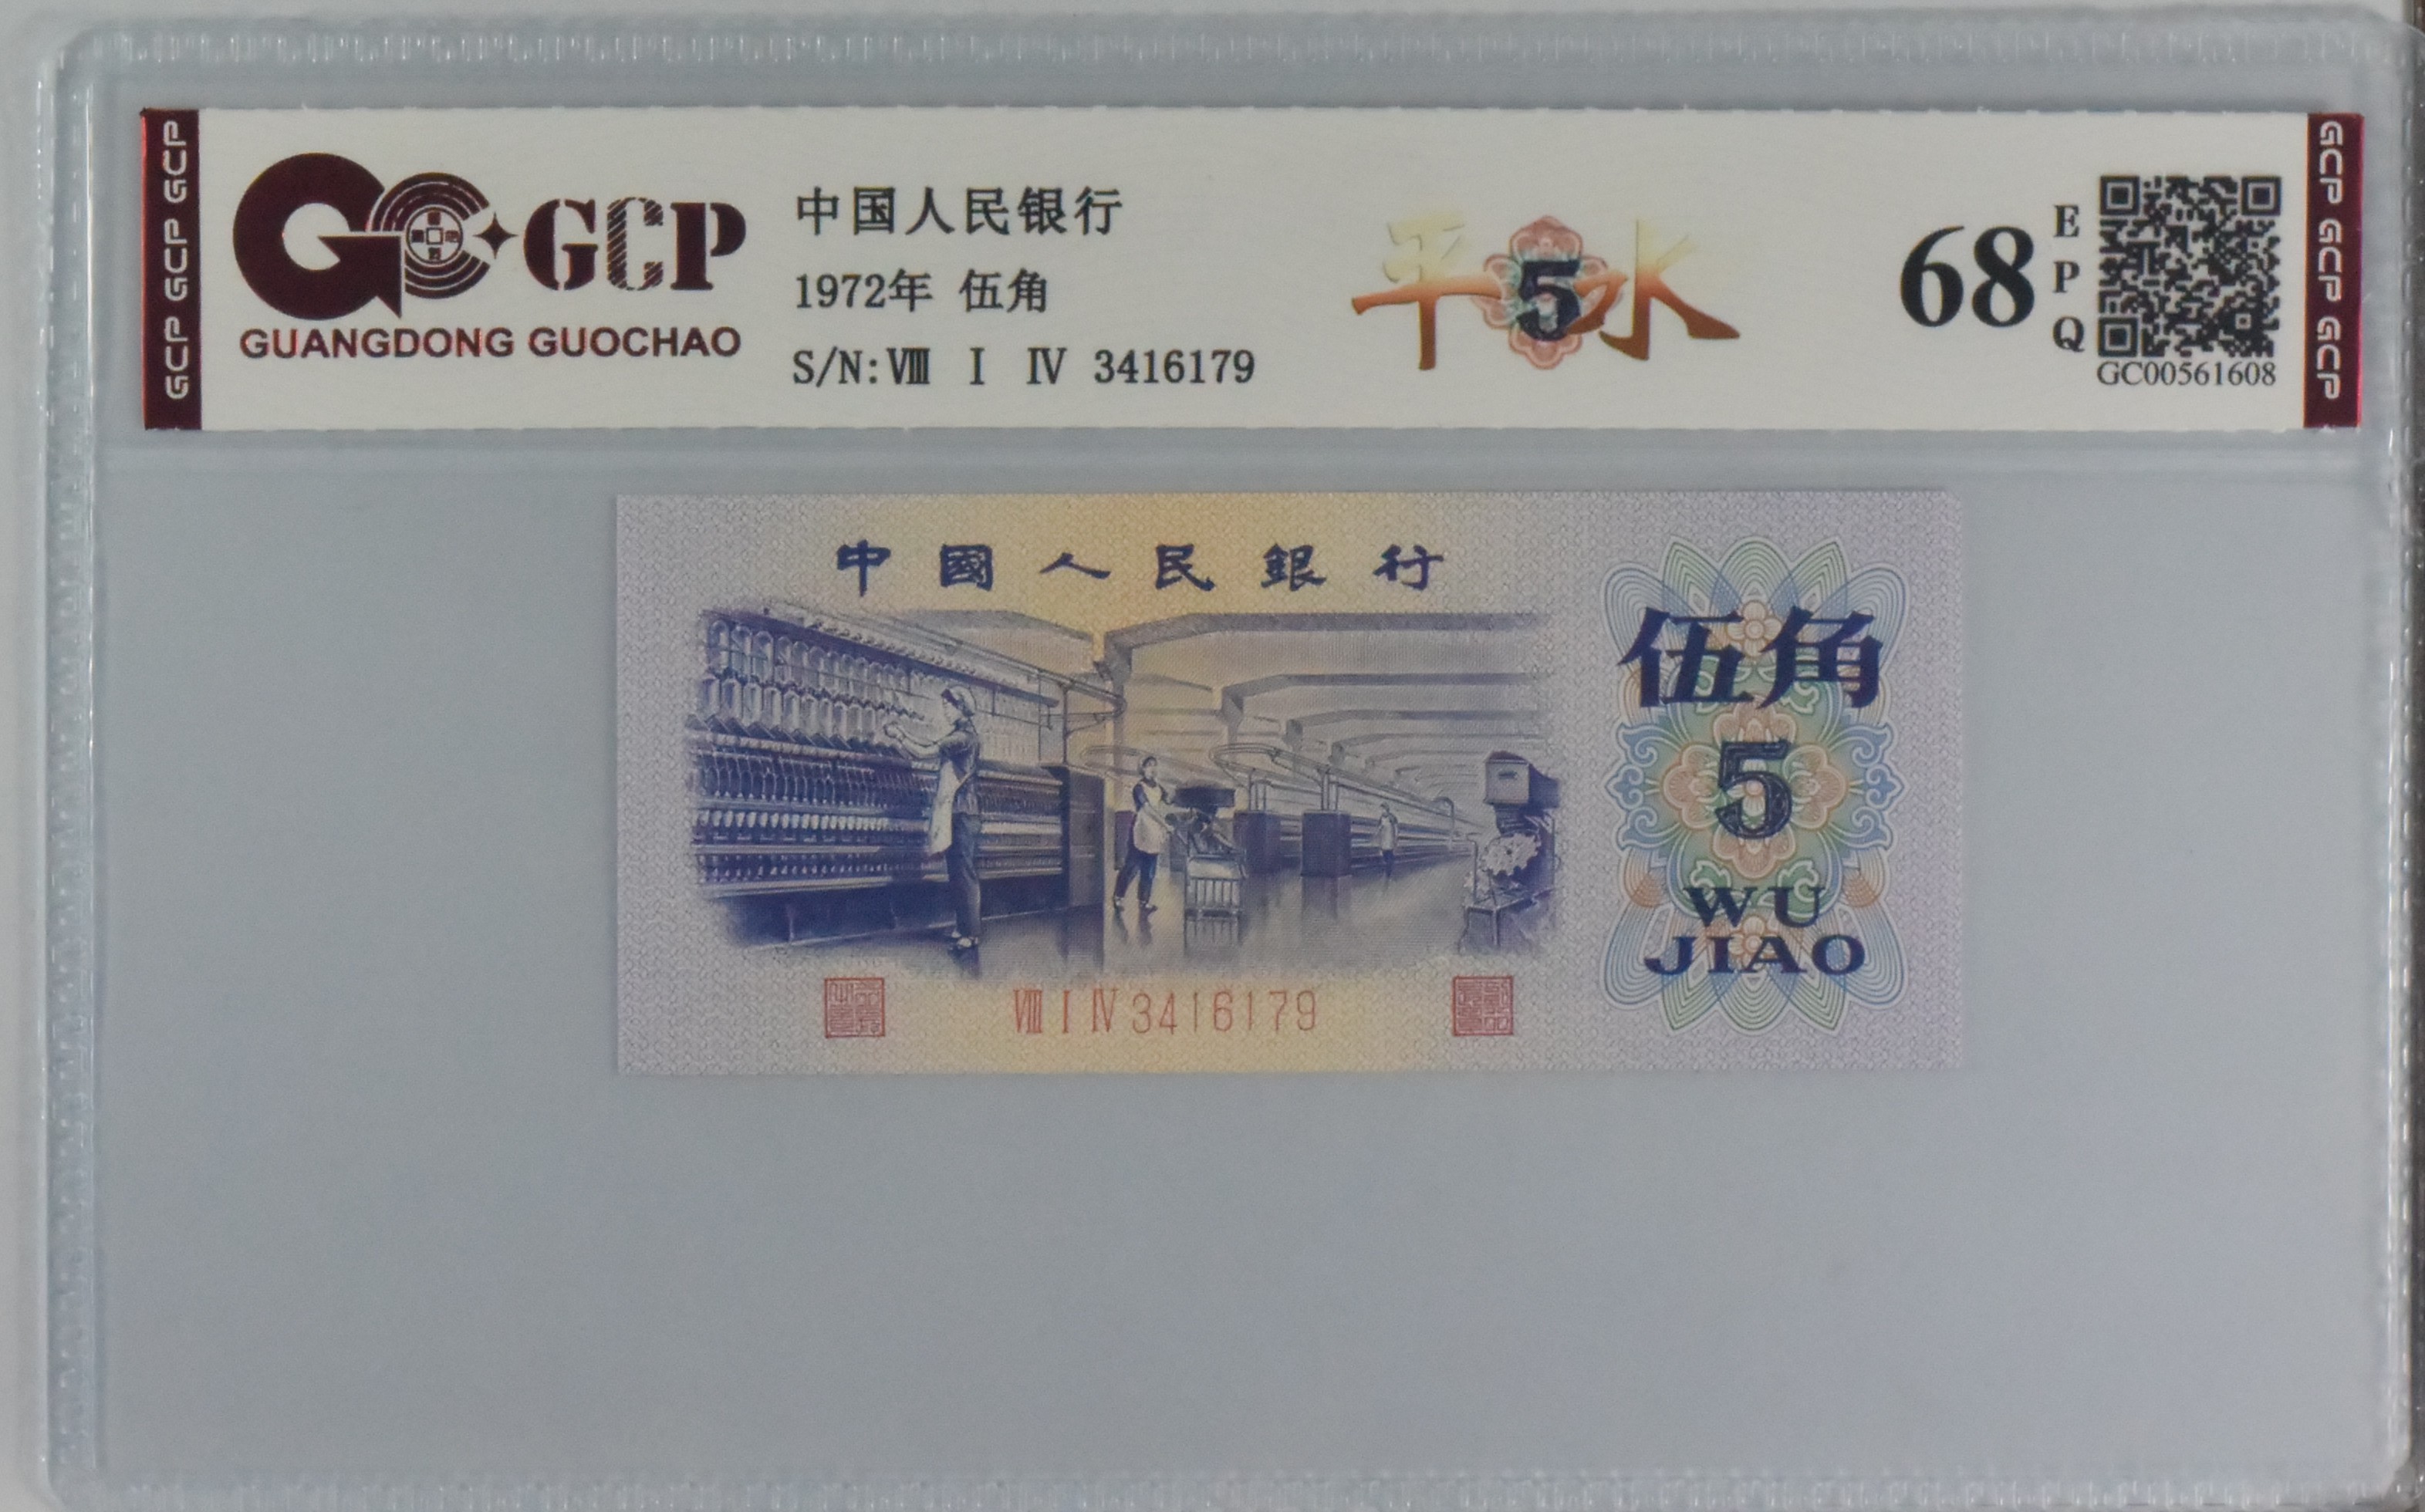 GCP GCP GCP
GCP
GUANGDONG GUOCHAO
中国人民银行
1972年 伍角
S/N:Ⅷ Ⅰ Ⅳ 3416179
平5水
68
EPQ
GC00561608
GCP GCP GCP
中國人民銀行
伍角
5
WU
JIAO
Ⅷ Ⅰ Ⅳ 3416179